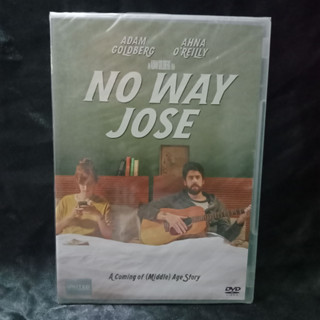 ADAM GOLDBERG
AHNA O'REILLY
NO WAY
JOSE
A Coming of (Middle) Age Story
DVD